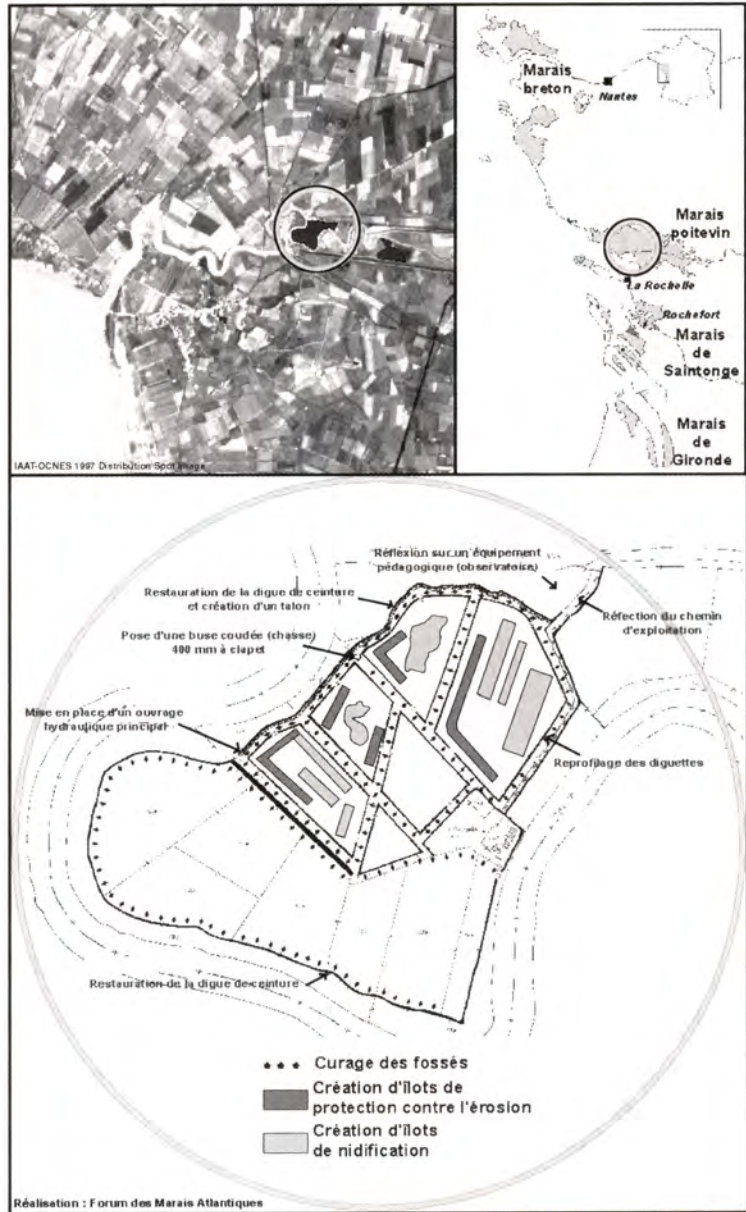 IAAT-OCNES 1997 Distribution Spot Image
Marais
breton
Nantes
Marais
poitevin
La Rochelle
Rochefort
Marais
de
Saintonge
Marais
de
Gironde
Réflexion sur un équipement
pédagogique (observatoire)
Restauration de la digue de ceinture
et création d'un talon
Réfection du chemin
d'exploitation
Pose d'une buse coudée (chasse)
400 mm à clapet
Mise en place d'un ouvrage
hydraulique principal
Reprofilage des diguettes
Restauration de la digue de ceinture
Curage des fossés
Création d'îlots de
protection contre l'érosion
Création d'îlots
de nidification
Réalisation : Forum des Marais Atlantiques